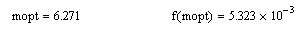 mopt = 6.271 f(mopt) = 5.323 × 10⁻³